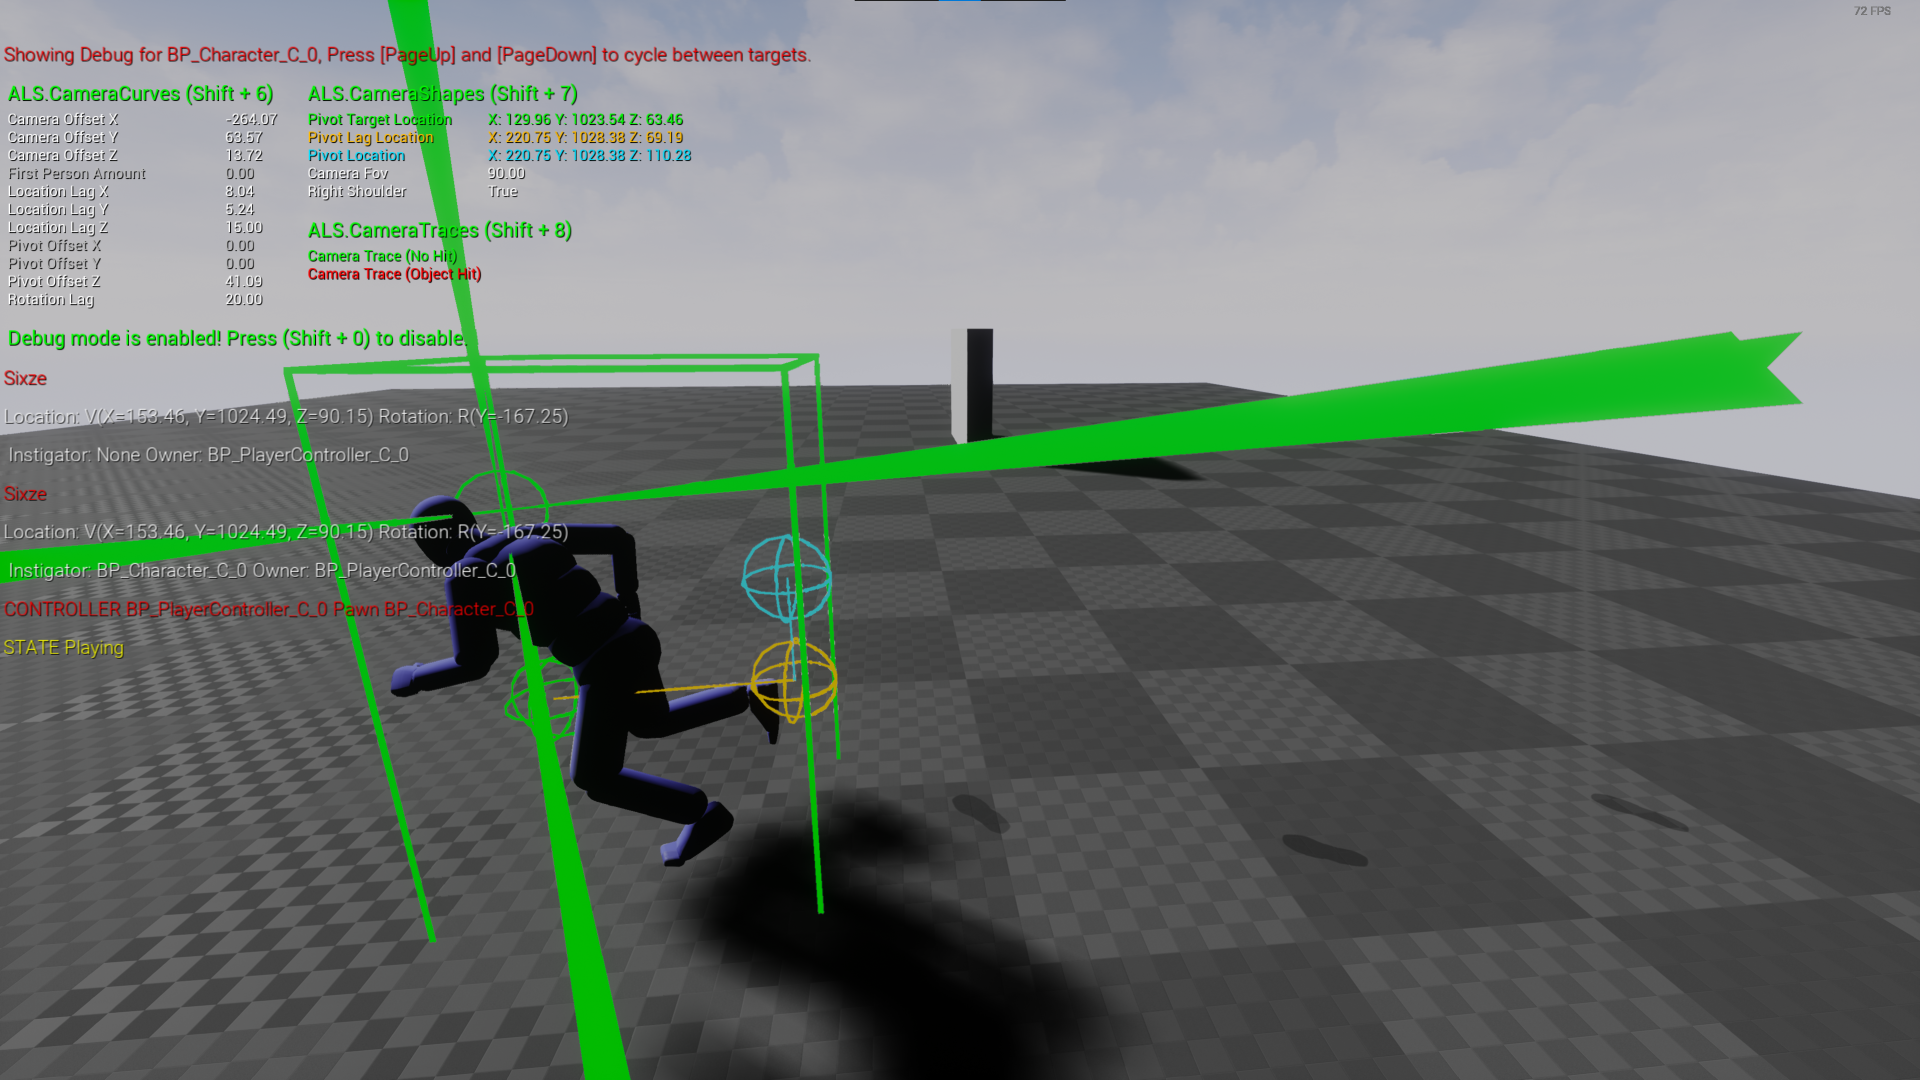 72 FPS
Showing Debug for BP_Character_C_0, Press [PageUp] and [PageDown] to cycle between targets.
ALS.CameraCurves (Shift + 6)
Camera Offset X -264.07
Camera Offset Y 63.57
Camera Offset Z 13.72
First Person Amount 0.00
Location Lag X 8.04
Location Lag Y 5.24
Location Lag Z 15.00
Pivot Offset X 0.00
Pivot Offset Y 0.00
Pivot Offset Z 41.09
Rotation Lag 20.00
ALS.CameraShapes (Shift + 7)
Pivot Target Location X: 129.96 Y: 1023.54 Z: 63.46
Pivot Lag Location X: 220.75 Y: 1028.38 Z: 69.19
Pivot Location X: 220.75 Y: 1028.38 Z: 110.28
Camera Fov 90.00
Right Shoulder True
ALS.CameraTraces (Shift + 8)
Camera Trace (No Hit)
Camera Trace (Object Hit)
Debug mode is enabled! Press (Shift + 0) to disable.
Sixze
Location: V(X=153.46, Y=1024.49, Z=90.15) Rotation: R(Y=-167.25)
Instigator: None Owner: BP_PlayerController_C_0
Sixze
Location: V(X=153.46, Y=1024.49, Z=90.15) Rotation: R(Y=-167.25)
Instigator: BP_Character_C_0 Owner: BP_PlayerController_C_0
CONTROLLER BP_PlayerController_C_0 Pawn BP_Character_C_0
STATE Playing